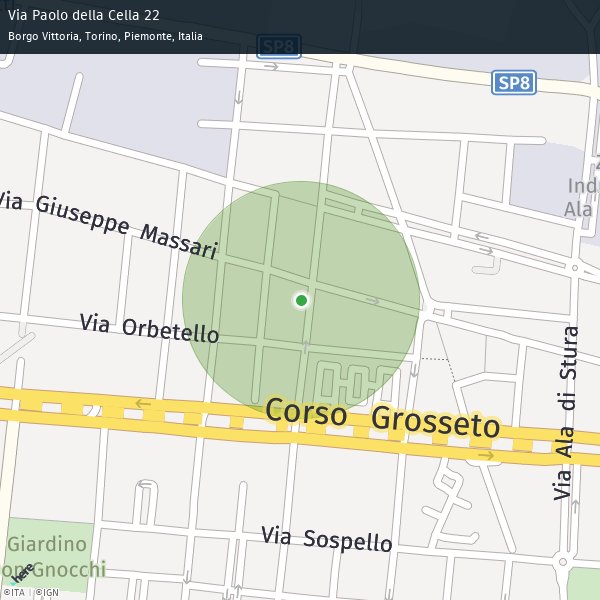 Via Paolo della Cella 22
Borgo Vittoria, Torino, Piemonte, Italia
SP8
SP8
Ind
Ala
Via Giuseppe Massari
Via Orbetello
Via Ala di Stura
Corso Grosseto
Via Sospello
Giardino
on Gnocchi
here
©ITA | ©IGN